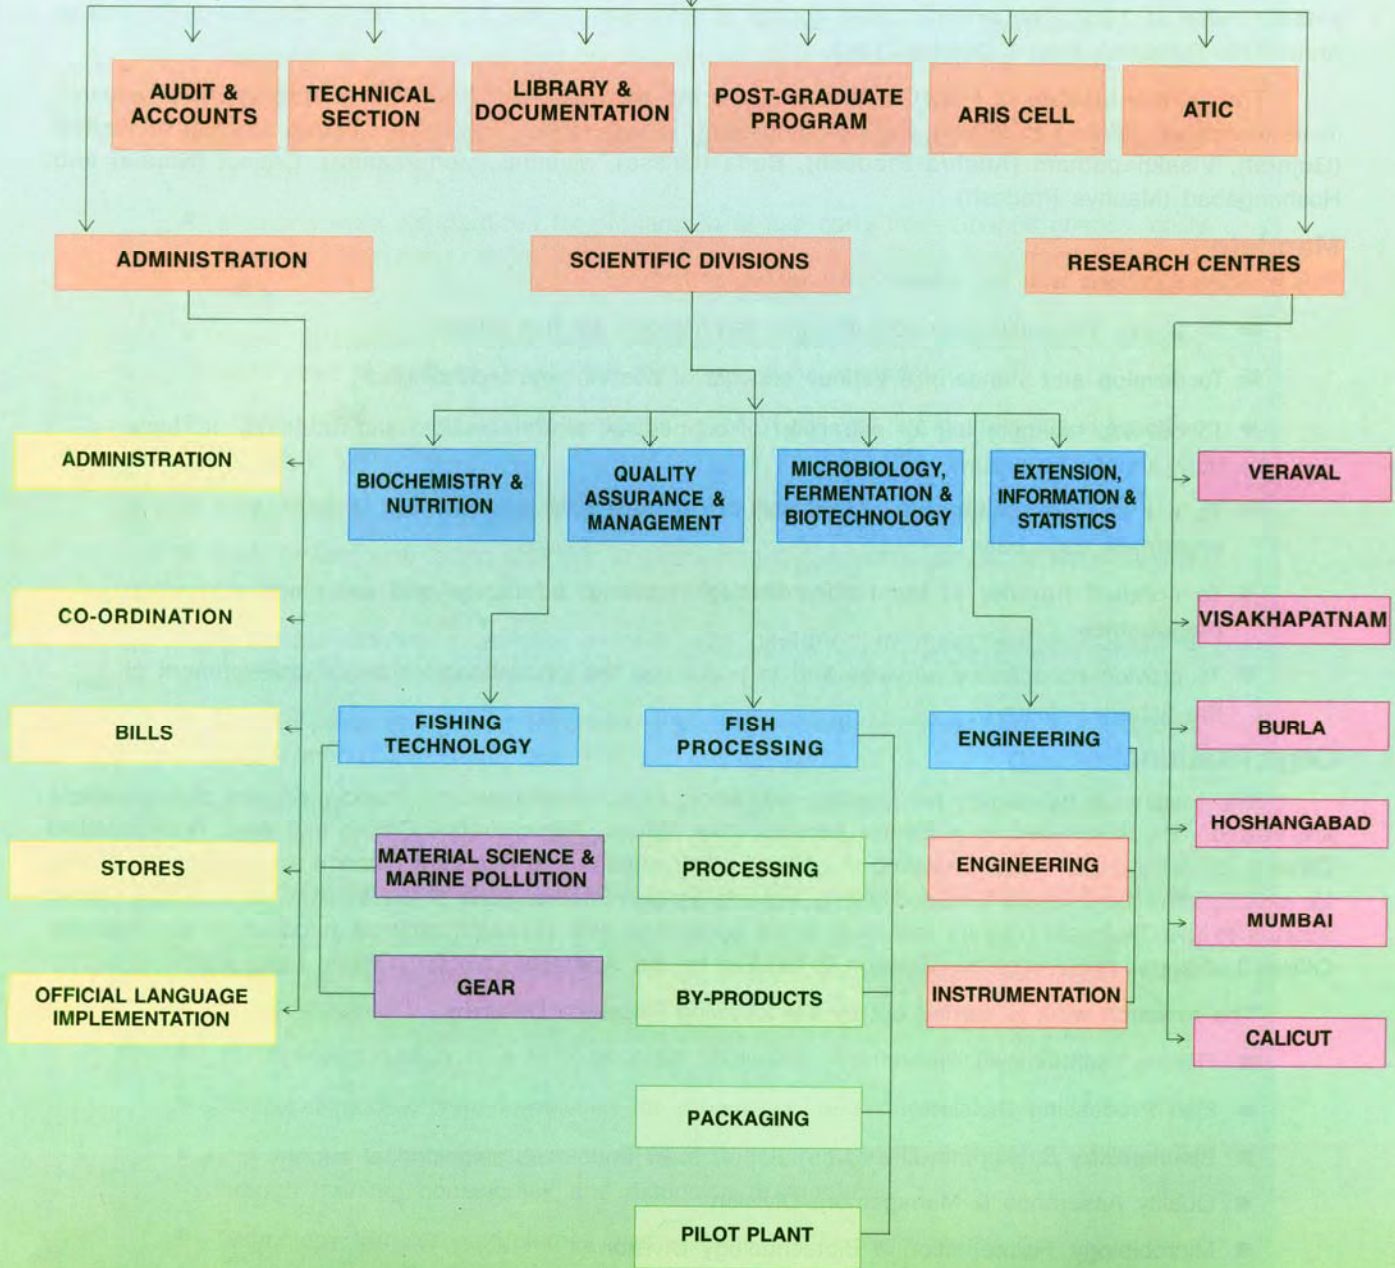 AUDIT &
ACCOUNTS
TECHNICAL
SECTION
LIBRARY &
DOCUMENTATION
POST-GRADUATE
PROGRAM
ARIS CELL
ATIC
ADMINISTRATION
SCIENTIFIC DIVISIONS
RESEARCH CENTRES
ADMINISTRATION
BIOCHEMISTRY &
NUTRITION
QUALITY
ASSURANCE &
MANAGEMENT
MICROBIOLOGY,
FERMENTATION &
BIOTECHNOLOGY
EXTENSION,
INFORMATION &
STATISTICS
VERAVAL
CO-ORDINATION
VISAKHAPATNAM
BILLS
FISHING
TECHNOLOGY
FISH
PROCESSING
ENGINEERING
BURLA
HOSHANGABAD
STORES
MATERIAL SCIENCE &
MARINE POLLUTION
PROCESSING
ENGINEERING
MUMBAI
OFFICIAL LANGUAGE
IMPLEMENTATION
GEAR
BY-PRODUCTS
INSTRUMENTATION
CALICUT
PACKAGING
PILOT PLANT